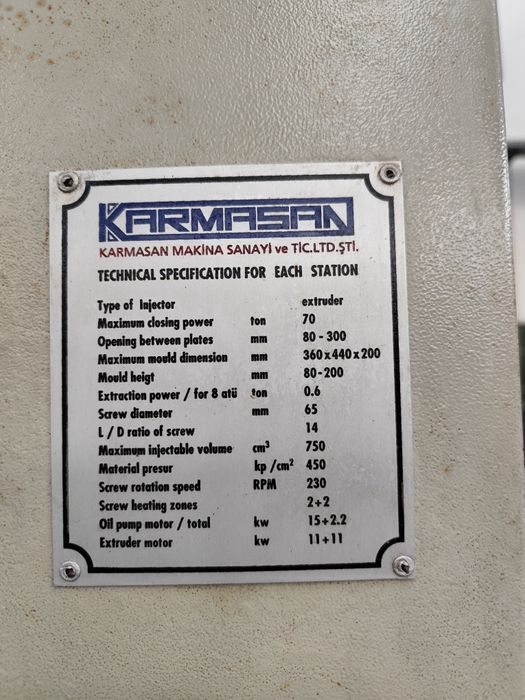 KARMASAN
KARMASAN MAKİNA SANAYİ ve TİC.LTD.ŞTİ.
TECHNICAL SPECIFICATION FOR EACH STATION
Type of Injector extruder
Maximum closing power ton 70
Opening between plates mm 80 - 300
Maximum mould dimension mm 360x440x200
Mould heigt mm 80-200
Extraction power / for 8 atü ton 0.6
Screw diameter mm 65
L / D ratio of screw 14
Maximum injectable volume cm³ 750
Material presur kp /cm² 450
Screw rotation speed RPM 230
Screw heating zones 2+2
Oil pump motor / total kw 15+2.2
Extruder motor kw 11+11